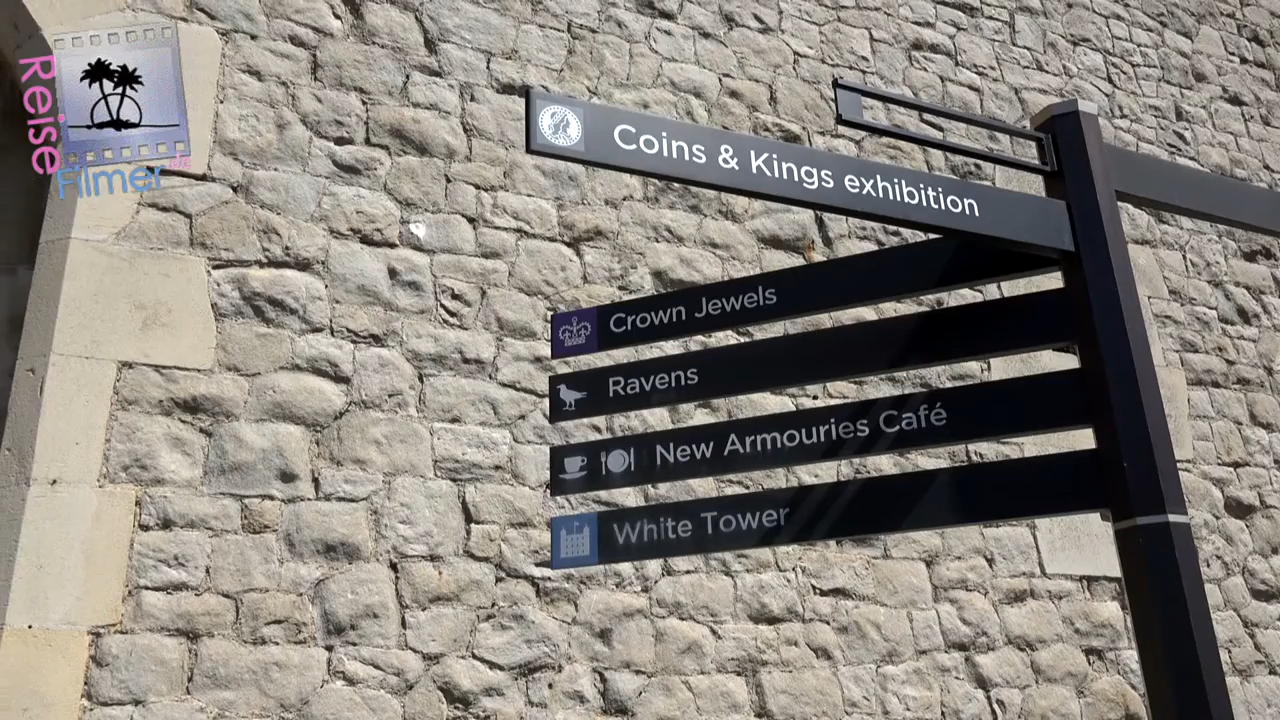 Reise
Filmer
Coins & Kings exhibition
Crown Jewels
Ravens
New Armouries Café
White Tower